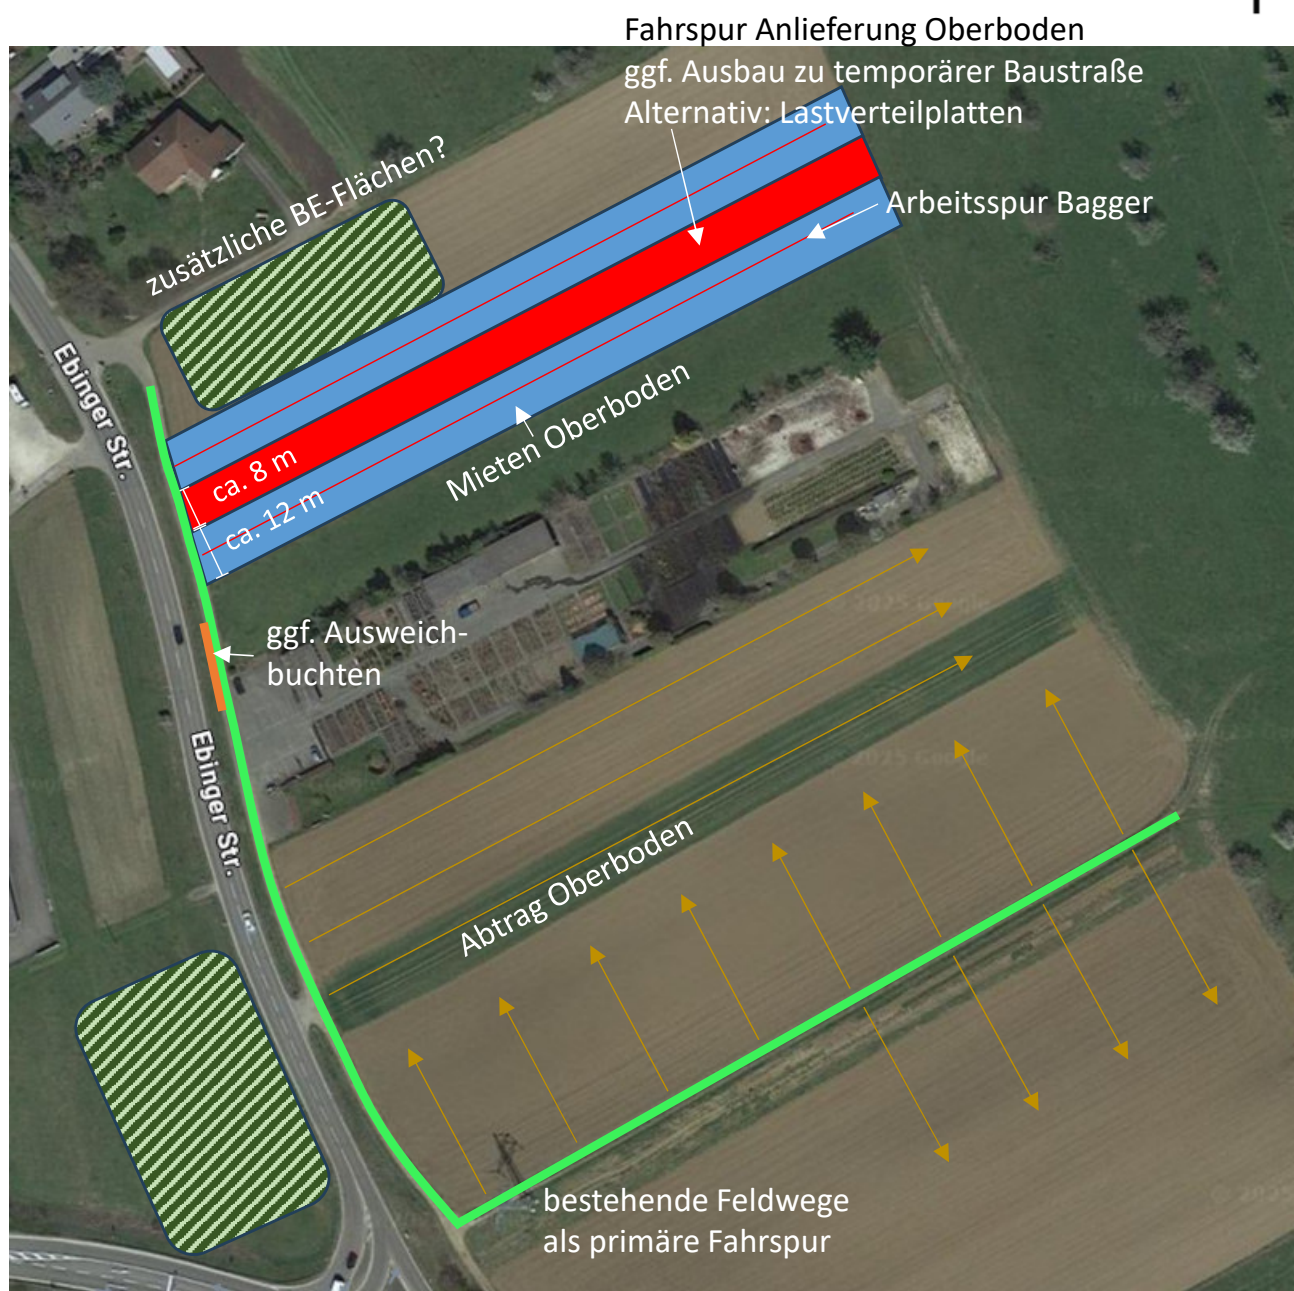 Fahrspur Anlieferung Oberboden
ggf. Ausbau zu temporärer Baustraße
Alternativ: Lastverteilplatten
zusätzliche BE-Flächen?
Arbeitsspur Bagger
Ebinger Str.
Mieten Oberboden
ca. 8 m
ca. 12 m
ggf. Ausweich-
buchten
Ebinger Str.
Abtrag Oberboden
bestehende Feldwege
als primäre Fahrspur